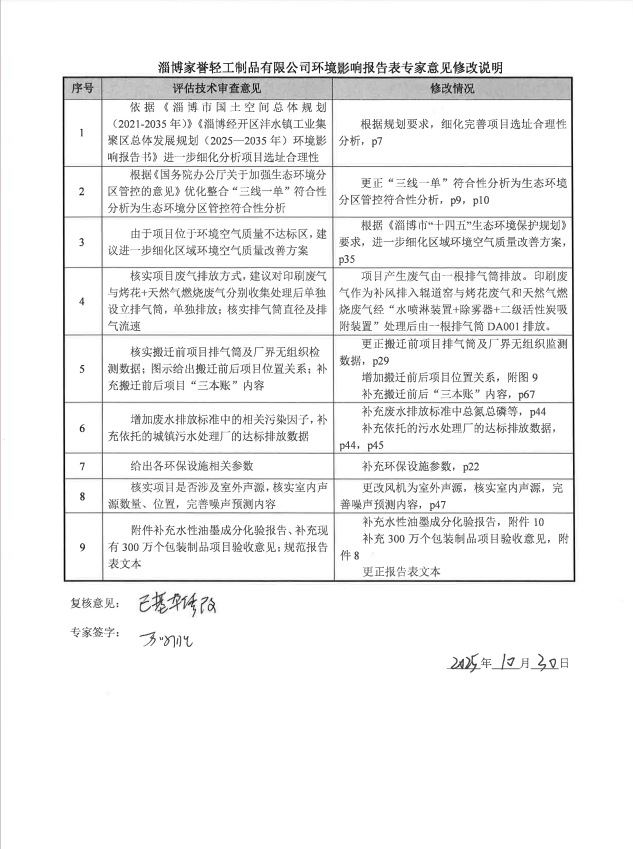 淄博家誉轻工制品有限公司环境影响报告表专家意见修改说明
序号 评估技术审查意见 修改情况
1
依据《淄博市国土空间总体规划
（2021-2035年）》《淄博经开区沣水镇工业集
聚区总体发展规划（2025—2035年）环境影
响报告书》进一步细化分析项目选址合理性
根据规划要求，细化完善项目选址合理性
分析，p7
2
根据《国务院办公厅关于加强生态环境分
区管控的意见》优化整合“三线一单”符合性
分析为生态环境分区管控符合性分析
更正“三线一单”符合性分析为生态环境
分区管控符合性分析，p9，p10
3
由于项目位于环境空气质量不达标区，建
议进一步细化区域环境空气质量改善方案
根据《淄博市“十四五”生态环境保护规划》
要求，进一步细化区域环境空气质量改善方案，
p35
4
核实项目废气排放方式，建议对印刷废气
与烤花+天然气燃烧废气分别收集处理后单独
设立排气筒，单独排放；核实排气筒直径及排
气流速
项目产生废气由一根排气筒排放。印刷废
气作为补风排入辊道窑与烤花废气和天然气燃
烧废气经“水喷淋装置+除雾器+二级活性炭吸
附装置”处理后由一根排气筒DA001排放。
5
核实搬迁前项目排气筒及厂界无组织检
测数据；图示给出搬迁前后项目位置关系；补
充搬迁前后项目“三本账”内容
更正搬迁前项目排气筒及厂界无组织监测
数据，p29
增加搬迁前后项目位置关系，附图9
补充搬迁前后“三本账”内容，p67
6
增加废水排放标准中的相关污染因子，补
充依托的城镇污水处理厂的达标排放数据
补充废水排放标准中总氮总磷等，p44
补充依托的污水处理厂的达标排放数据，
p44，p45
7
给出各环保设施相关参数
补充环保设施参数，p22
8
核实项目是否涉及室外声源，核实室内声
源数量、位置，完善噪声预测内容
更改风机为室外声源，核实室内声源，完
善噪声预测内容，p47
9
附件补充水性油墨成分化验报告、补充现
有300万个包装制品项目验收意见；规范报告
表文本
补充水性油墨成分化验报告，附件10
补充300万个包装制品项目验收意见，附
件8
更正报告表文本
复核意见： 已基本修改
专家签字：
2025年10月30日